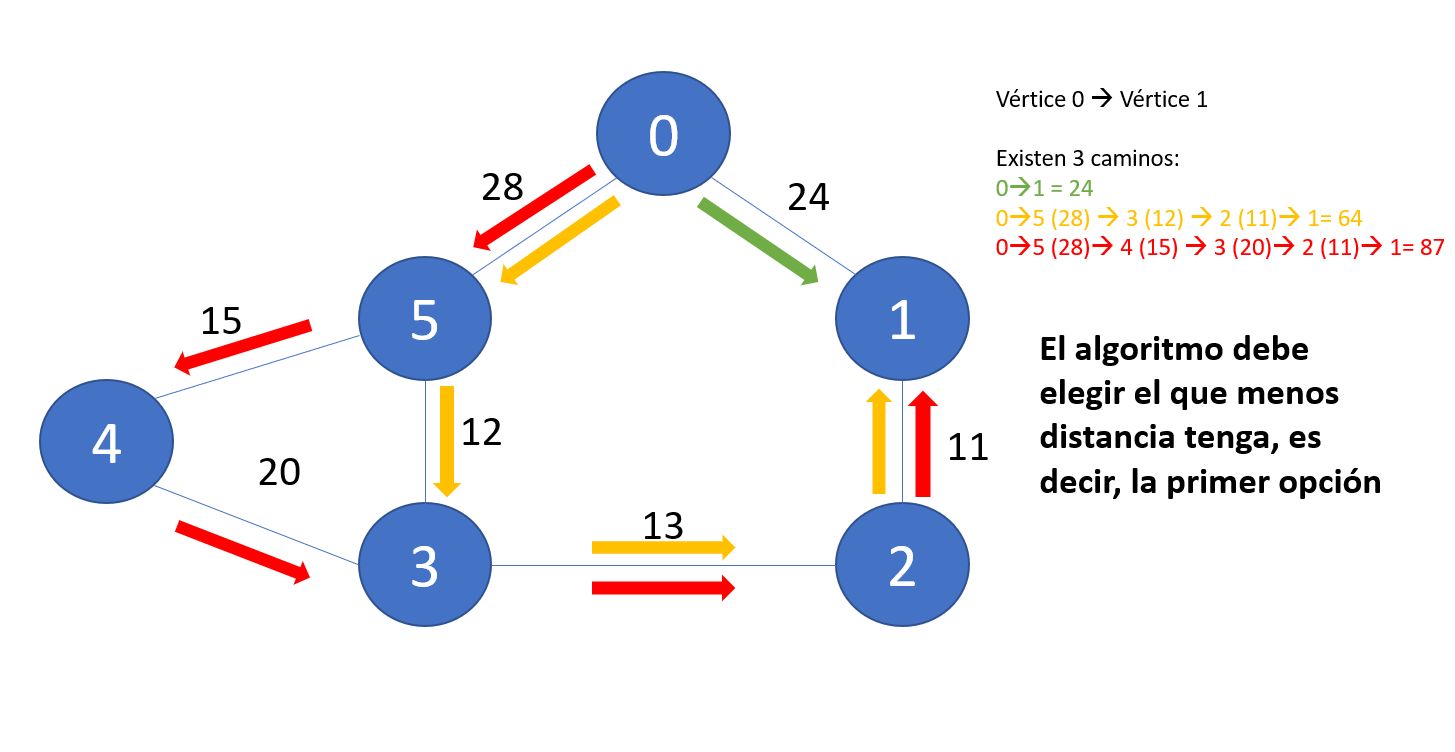 0
28
24
5
1
15
4
12
20
11
13
3
2
Vértice 0 → Vértice 1
Existen 3 caminos:
0→1 = 24
0→5 (28) → 3 (12) → 2 (11)→ 1= 64
0→5 (28)→ 4 (15) → 3 (20)→ 2 (11)→ 1= 87
El algoritmo debe
elegir el que menos
distancia tenga, es
decir, la primer opción